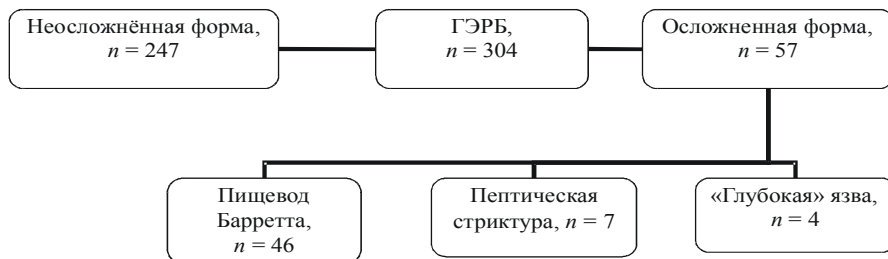 Неосложнённая форма,
n = 247
ГЭРБ,
n = 304
Осложненная форма,
n = 57
Пищевод
Барретта,
n = 46
Пептическая
стриктура, n = 7
«Глубокая» язва,
n = 4